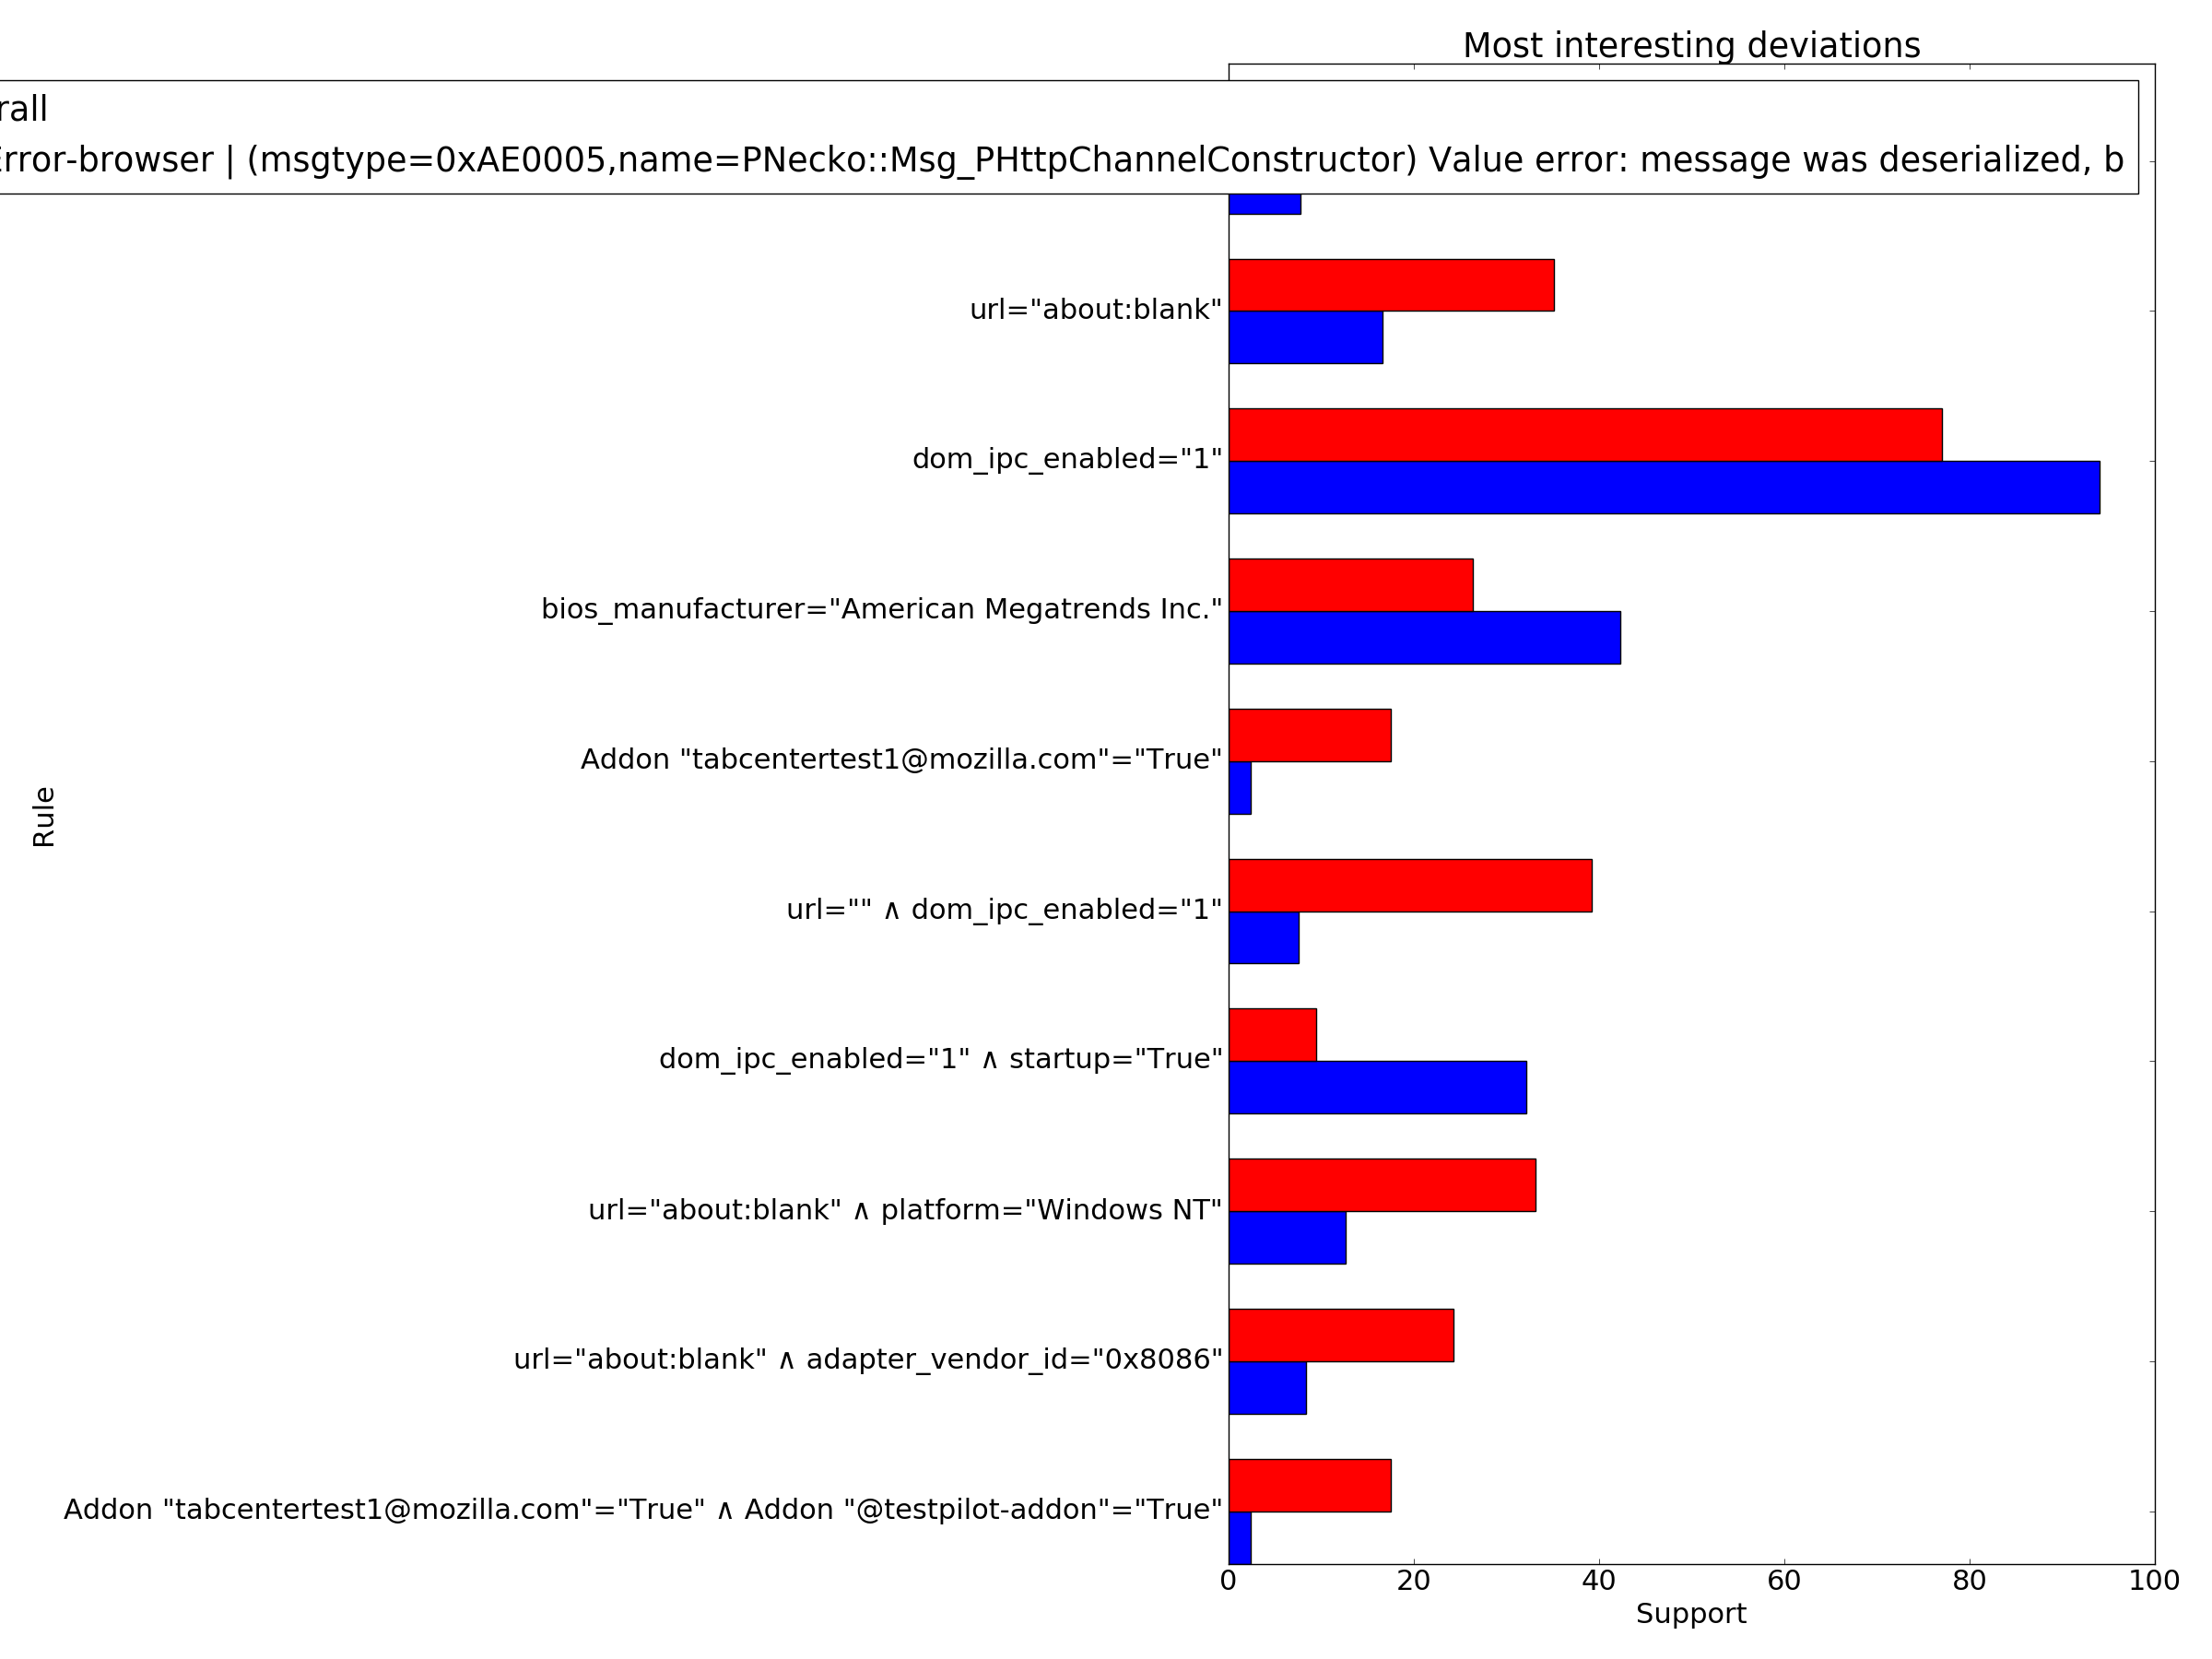 Most interesting deviations
rall
Error-browser | (msgtype=0xAE0005,name=PNecko::Msg_PHttpChannelConstructor) Value error: message was deserialized, b
url="about:blank"
dom_ipc_enabled="1"
bios_manufacturer="American Megatrends Inc."
Addon "tabcentertest1@mozilla.com"="True"
Rule
url="" ∧ dom_ipc_enabled="1"
dom_ipc_enabled="1" ∧ startup="True"
url="about:blank" ∧ platform="Windows NT"
url="about:blank" ∧ adapter_vendor_id="0x8086"
Addon "tabcentertest1@mozilla.com"="True" ∧ Addon "@testpilot-addon"="True"
0 20 40 60 80 100
Support